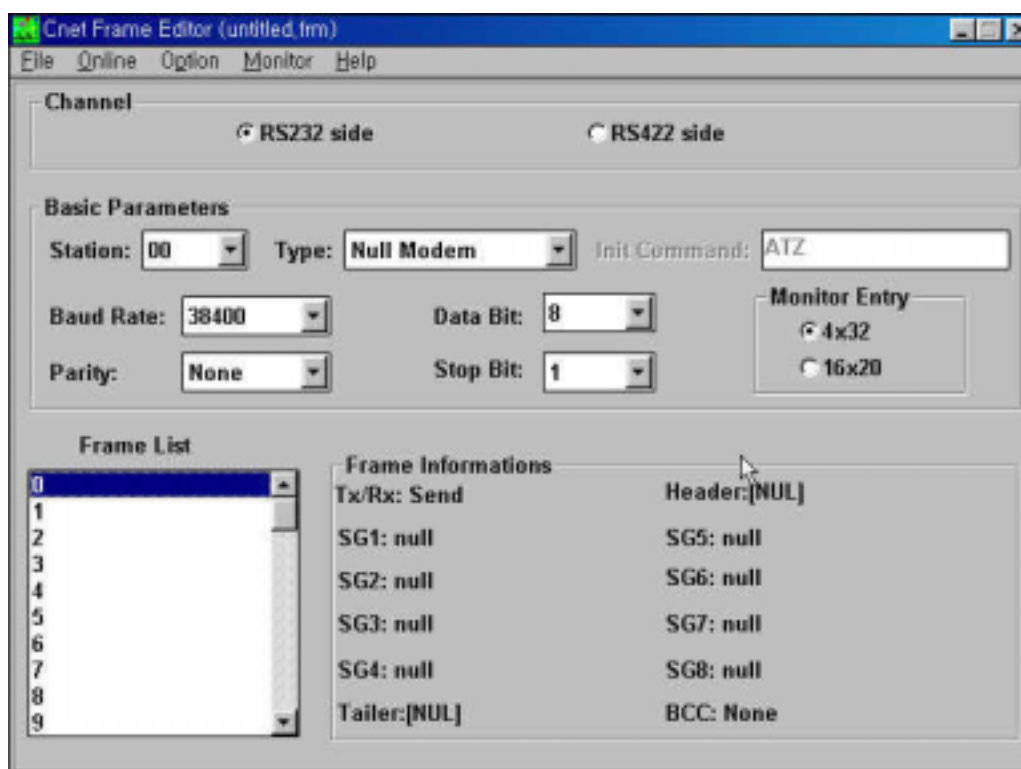 Cnet Frame Editor (untitled,frm)
File Online Option Monitor Help
Channel
RS232 side RS422 side
Basic Parameters
Station: 00 Type: Null Modem Init Command: ATZ
Baud Rate: 38400 Data Bit: 8 Monitor Entry
4x32
Parity: None Stop Bit: 1 16x20
Frame List
Frame Informations
0 Tx/Rx: Send Header:[NUL]
1
2 SG1: null SG5: null
3
4 SG2: null SG6: null
5 SG3: null SG7: null
6
7 SG4: null SG8: null
8
9 Tailer:[NUL] BCC: None